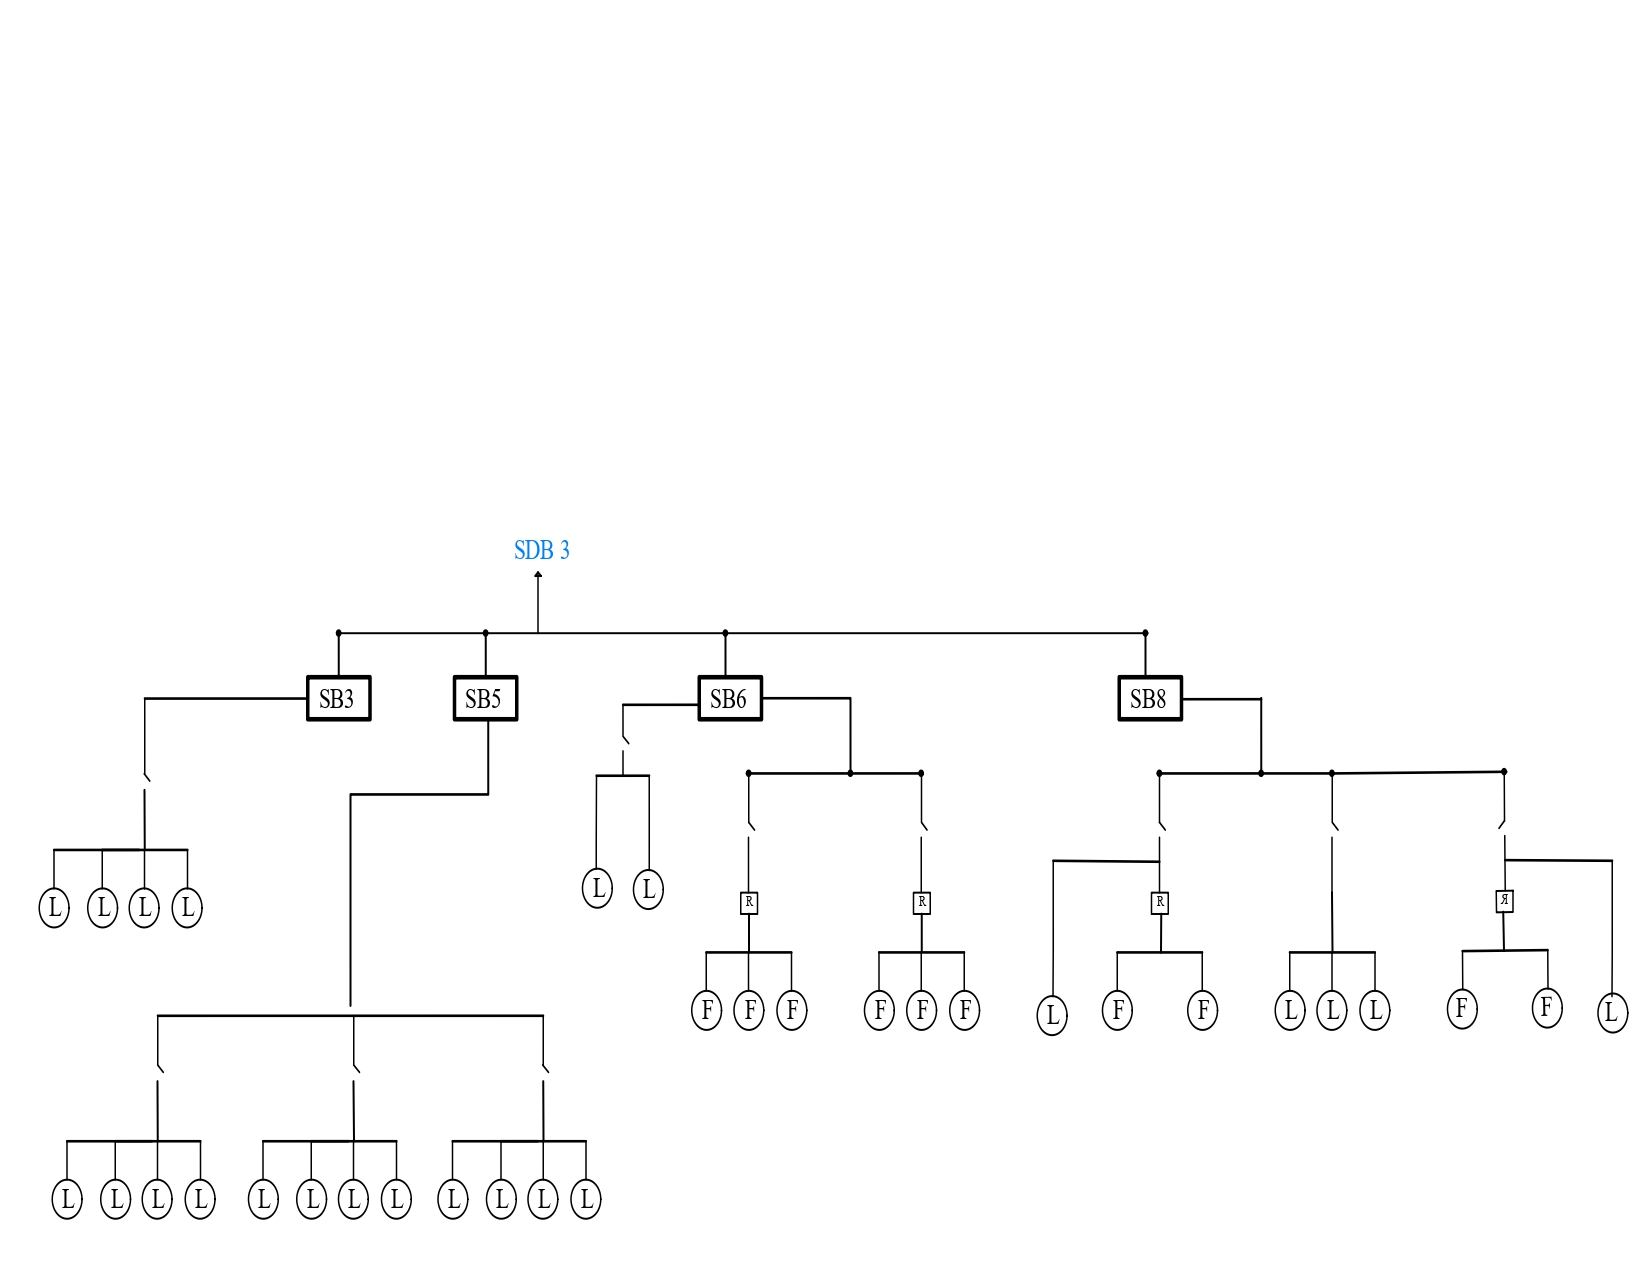 SDB 3
SB3 SB5 SB6 SB8
L L L L
L L
R R R Я
F F F F F F
L F F L L L F F L
L L L L L L L L L L L L